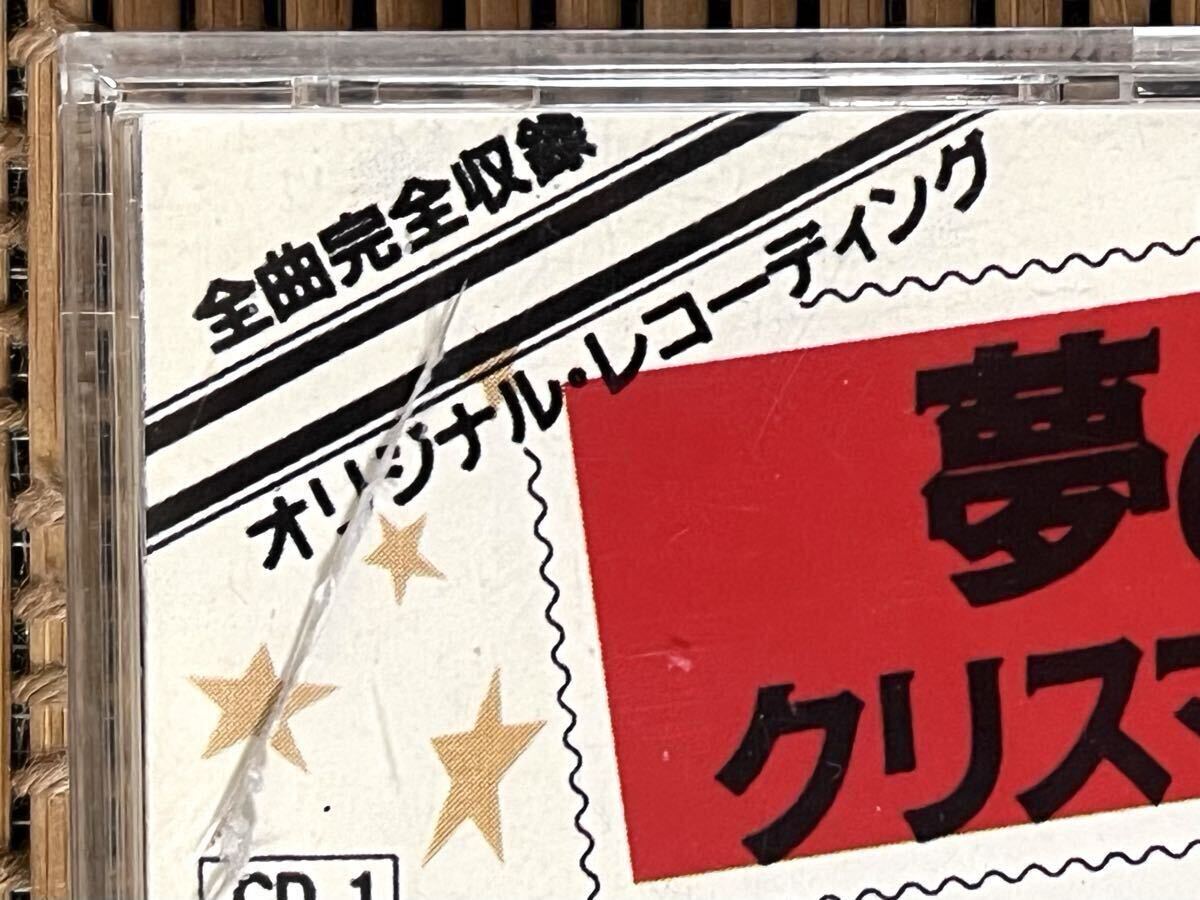 全曲完全収録
オリジナル・レコーディング
夢
クリスマ
CD-1